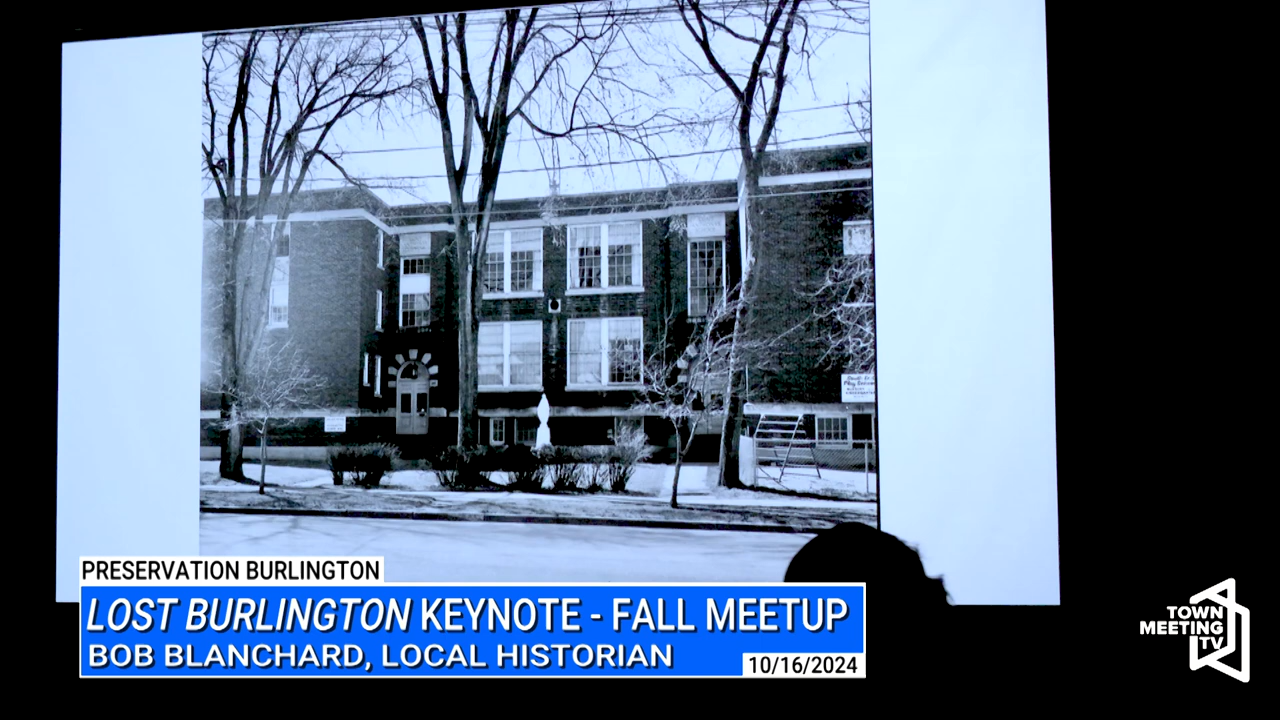 PRESERVATION BURLINGTON
LOST BURLINGTON KEYNOTE - FALL MEETUP
BOB BLANCHARD, LOCAL HISTORIAN
10/16/2024
TOWN
MEETING
TV